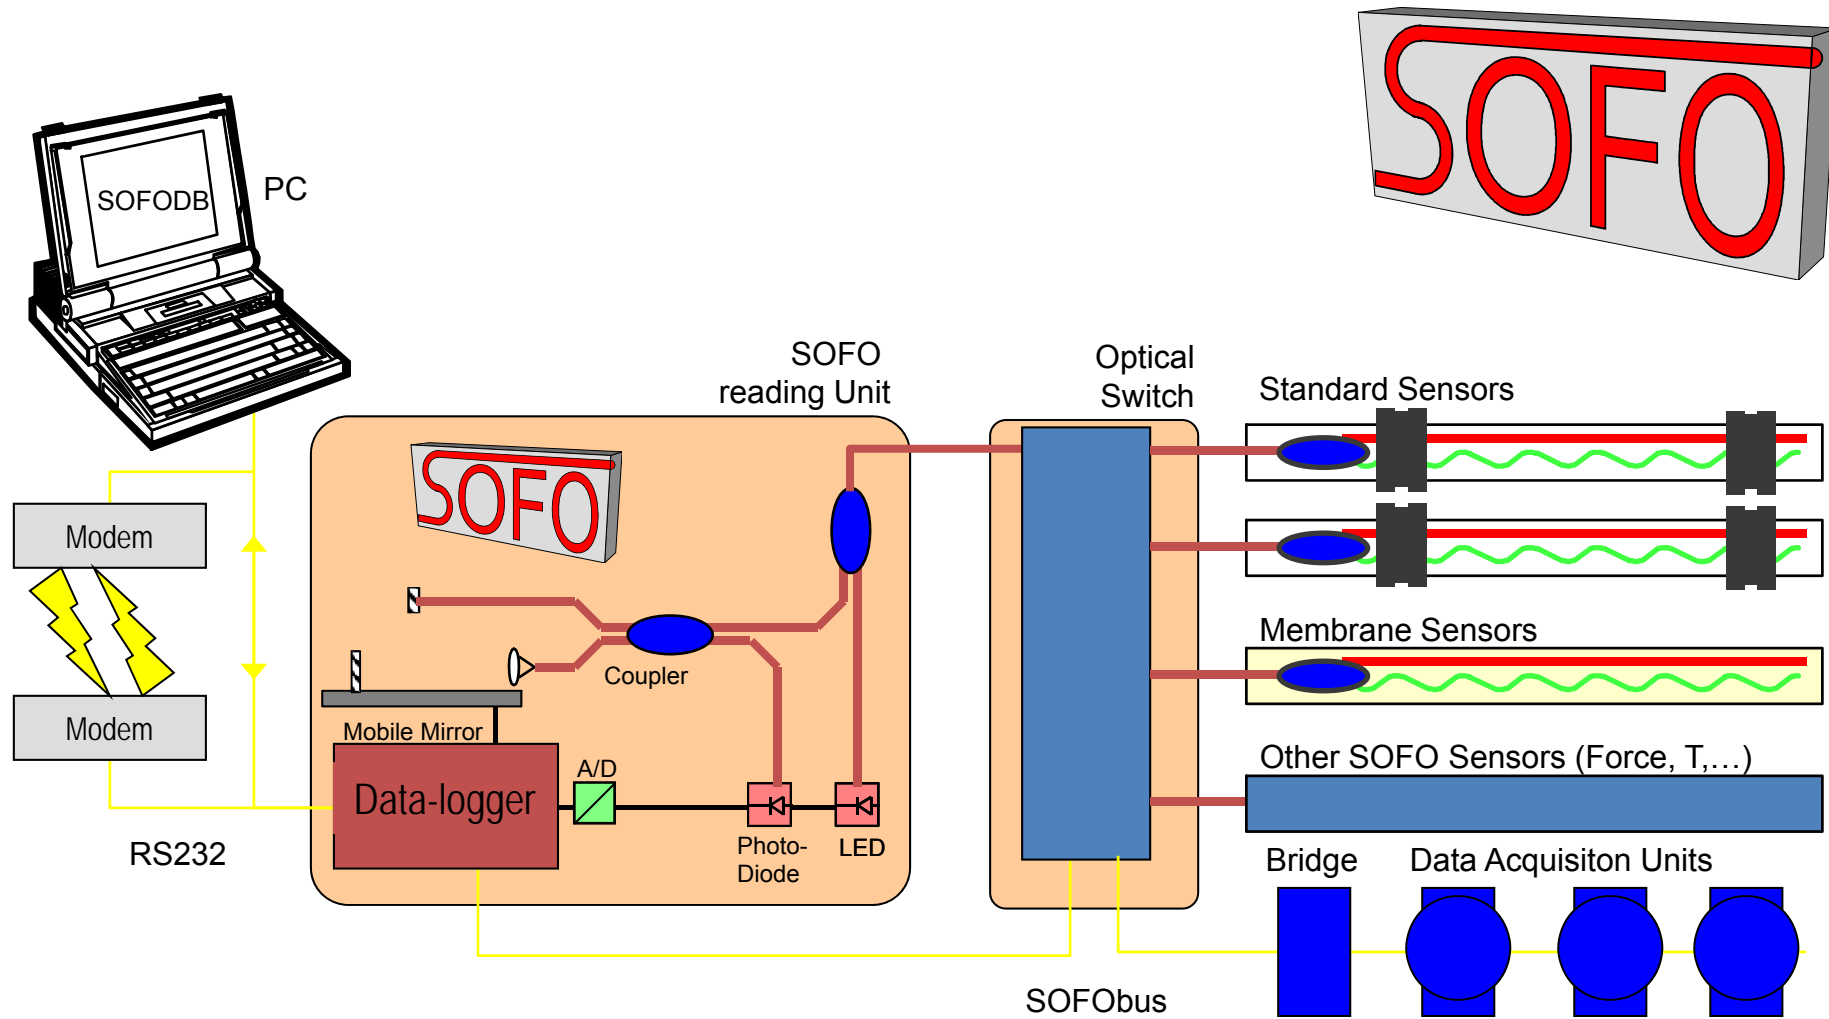 SOFO
SOFODB
PC
SOFO
reading Unit
Optical
Switch
Standard Sensors
SOFO
Modem
Membrane Sensors
Coupler
Modem
Mobile Mirror
Other SOFO Sensors (Force, T,…)
A/D
Data-logger
RS232
Photo-
Diode
LED
Bridge
Data Acquisiton Units
SOFObus